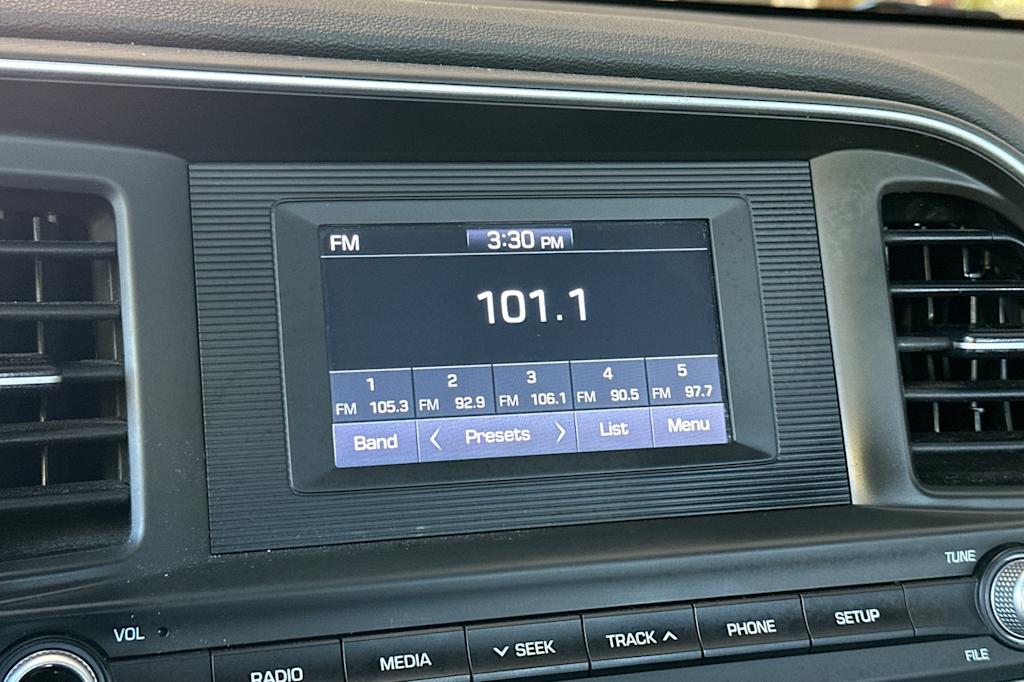 FM 3:30 PM
101.1
1 2 3 4 5
FM 105.3 FM 92.9 FM 106.1 FM 90.5 FM 97.7
Band < Presets > List Menu
TUNE
VOL
RADIO MEDIA SEEK TRACK PHONE SETUP
FILE